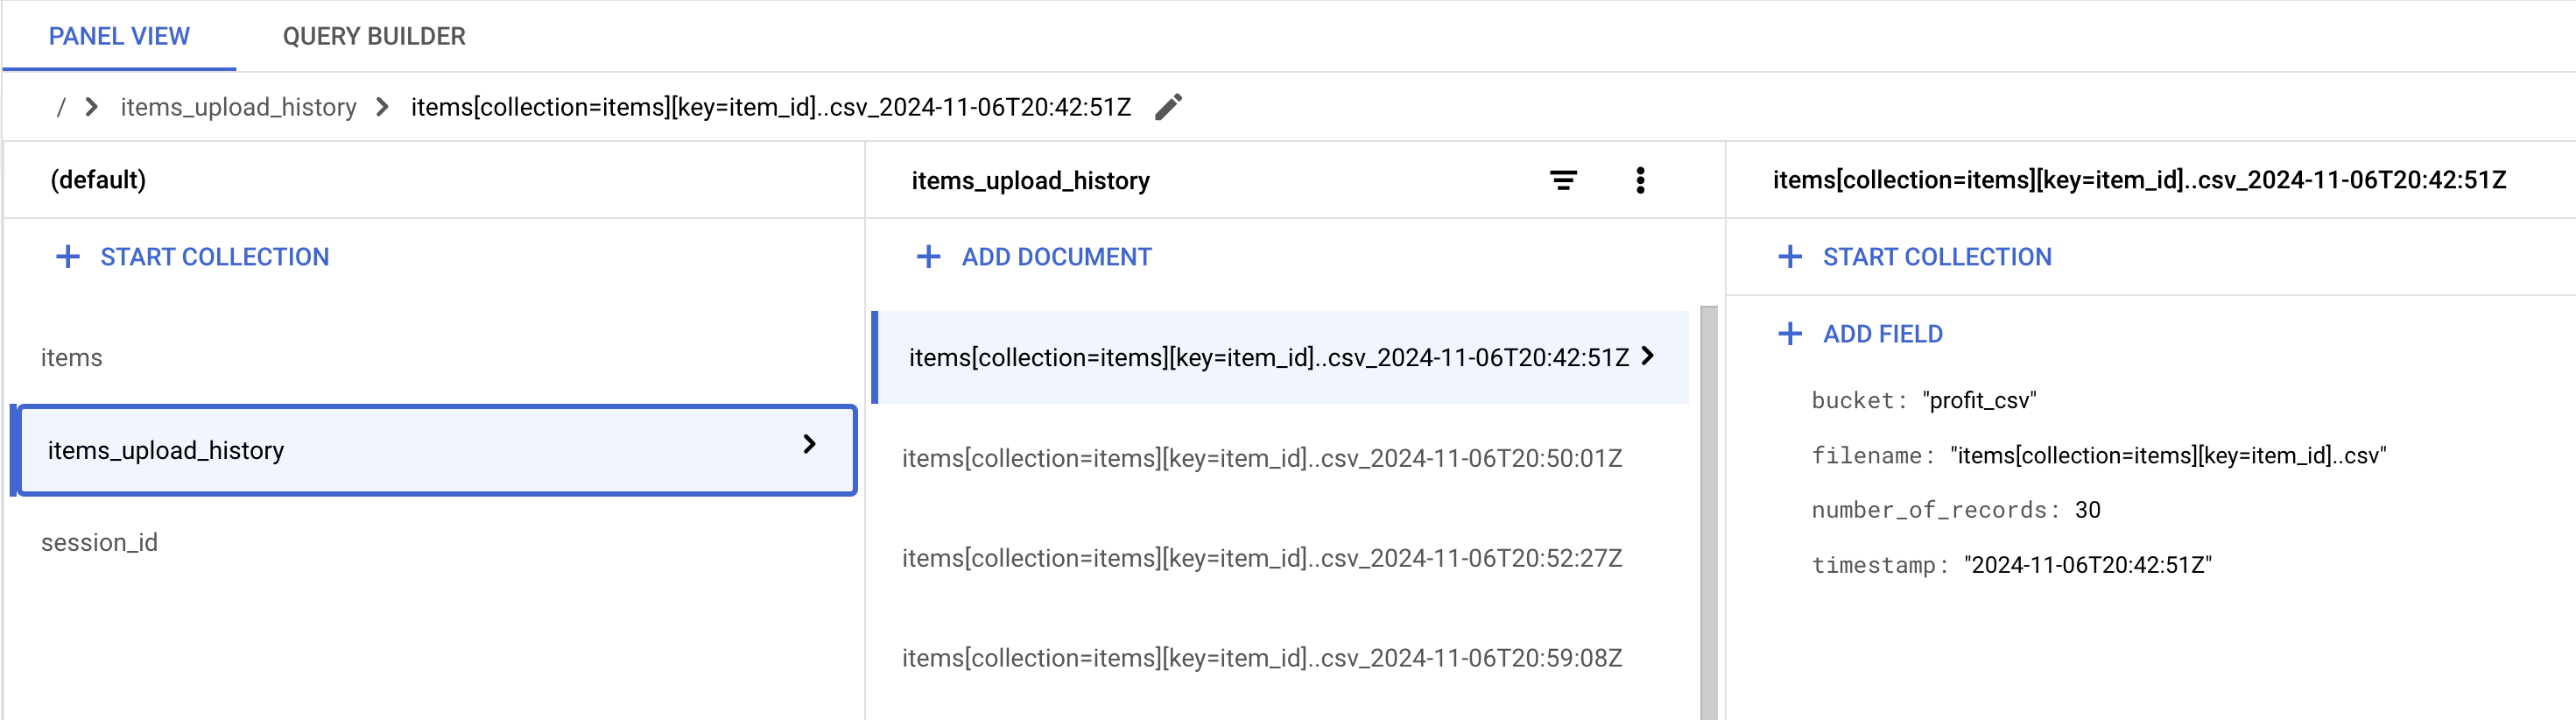 PANEL VIEW
QUERY BUILDER
/ items_upload_history items[collection=items][key=item_id]..csv_2024-11-06T20:42:51Z
(default)
START COLLECTION
items
items_upload_history
session_id
items_upload_history
ADD DOCUMENT
items[collection=items][key=item_id]..csv_2024-11-06T20:42:51Z
items[collection=items][key=item_id]..csv_2024-11-06T20:50:01Z
items[collection=items][key=item_id]..csv_2024-11-06T20:52:27Z
items[collection=items][key=item_id]..csv_2024-11-06T20:59:08Z
items[collection=items][key=item_id]..csv_2024-11-06T20:42:51Z
START COLLECTION
ADD FIELD
bucket: "profit_csv"
filename: "items[collection=items][key=item_id]..csv"
number_of_records: 30
timestamp: "2024-11-06T20:42:51Z"